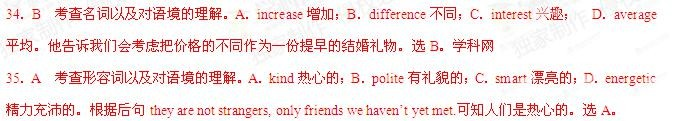 34. B 考查名词以及对语境的理解。A. increase 增加；B. difference 不同；C. interest 兴趣； D. average
平均。他告诉我们会考虑把价格的不同作为一份提早的结婚礼物。选 B。学科网
35. A 考查形容词以及对语境的理解。A. kind 热心的；B. polite 有礼貌的；C. smart 漂亮的；D. energetic
精力充沛的。根据后句 they are not strangers, only friends we haven't yet met.可知人们是热心的。选 A。